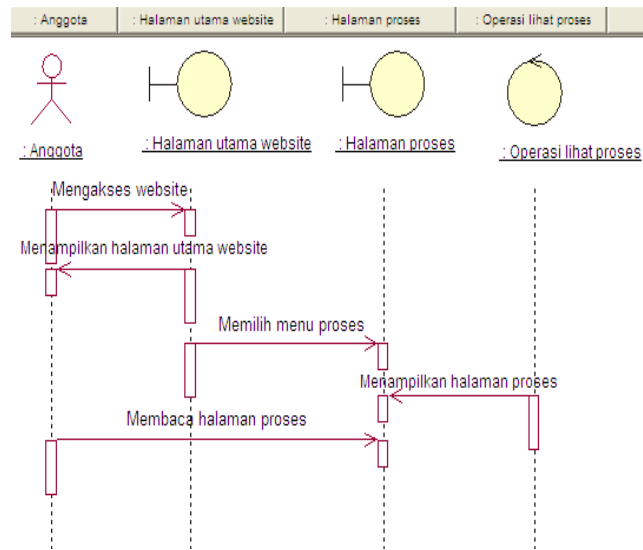 : Anggota
: Halaman utama website
: Halaman proses
: Operasi lihat proses
: Anggota
: Halaman utama website
: Halaman proses
: Operasi lihat proses
Mengakses website
Menampilkan halaman utama website
Memilih menu proses
Menampilkan halaman proses
Membaca halaman proses